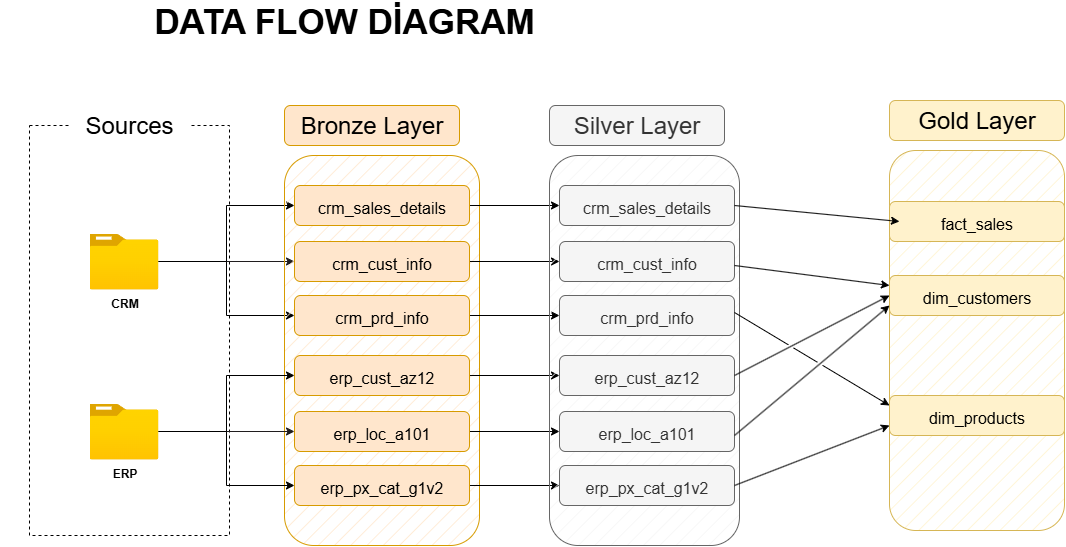 DATA FLOW DİAGRAM
Sources
CRM
ERP
Bronze Layer
crm_sales_details
crm_cust_info
crm_prd_info
erp_cust_az12
erp_loc_a101
erp_px_cat_g1v2
Silver Layer
crm_sales_details
crm_cust_info
crm_prd_info
erp_cust_az12
erp_loc_a101
erp_px_cat_g1v2
Gold Layer
fact_sales
dim_customers
dim_products